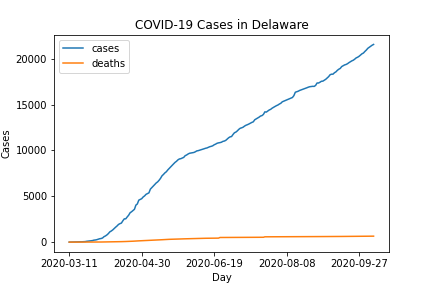 COVID-19 Cases in Delaware
cases
deaths
20000
15000
10000
5000
0
Cases
2020-03-11 2020-04-30 2020-06-19 2020-08-08 2020-09-27
Day